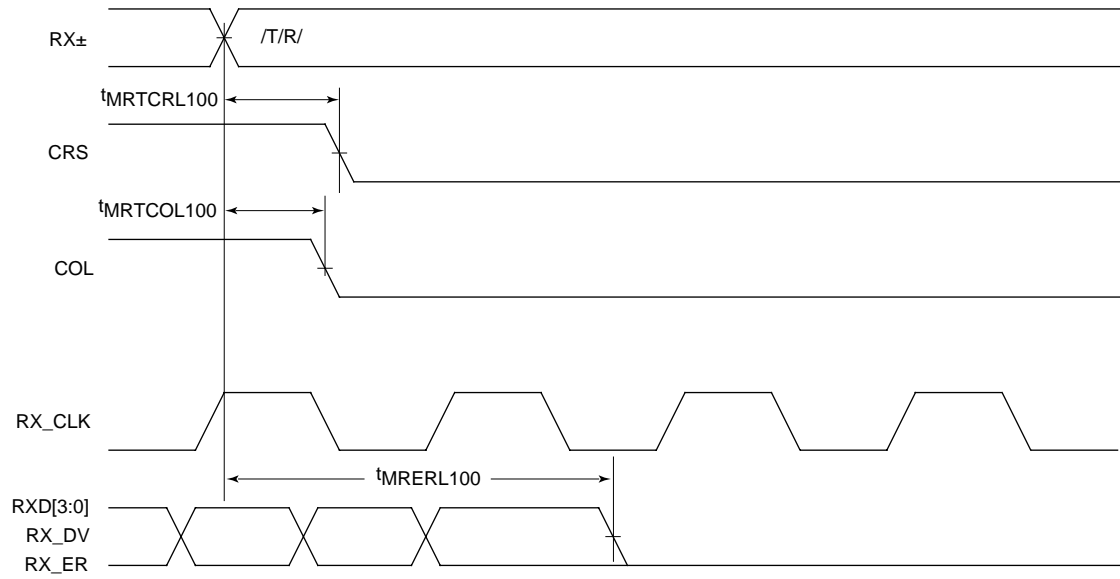 RX± /T/R/
tMRTCRL100
CRS
tMRTCOL100
COL
RX_CLK
tMRERL100
RXD[3:0]
RX_DV
RX_ER